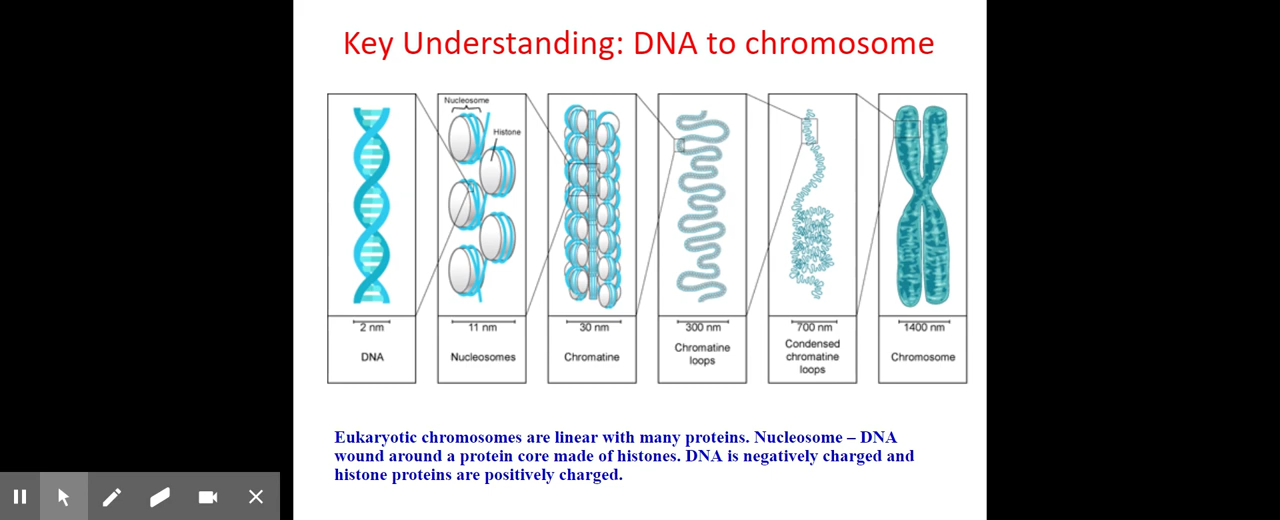 Key Understanding: DNA to chromosome
Nucleosome
Histone
2 nm
11 nm
30 nm
300 nm
700 nm
1400 nm
DNA
Nucleosomes
Chromatine
Chromatine
loops
Condensed
chromatine
loops
Chromosome
Eukaryotic chromosomes are linear with many proteins. Nucleosome – DNA
wound around a protein core made of histones. DNA is negatively charged and
histone proteins are positively charged.